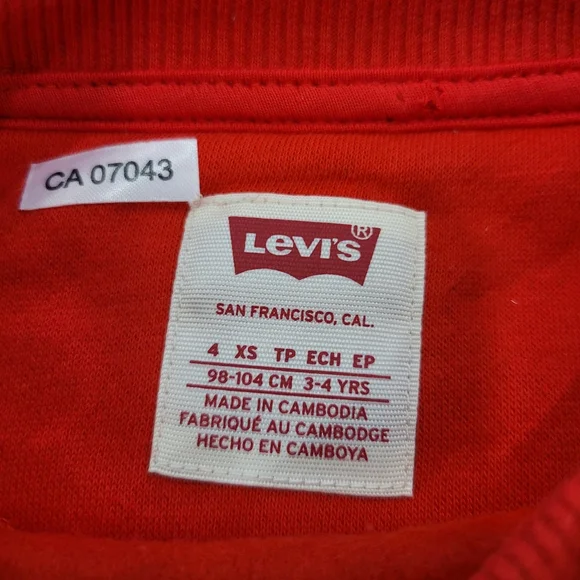 CA 07043
LEVI'S®
SAN FRANCISCO, CAL.
4 XS TP ECH EP
98-104 CM 3-4 YRS
MADE IN CAMBODIA
FABRIQUÉ AU CAMBODGE
HECHO EN CAMBOYA